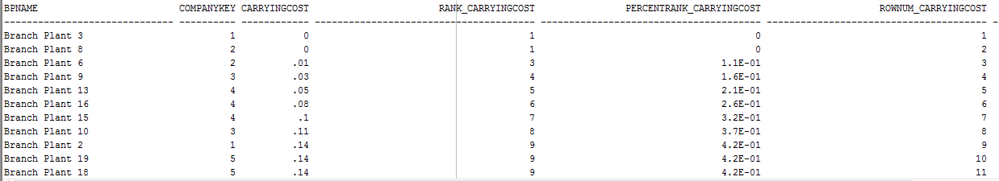 BPNAME COMPANYKEY CARRYINGCOST RANK_CARRYINGCOST PERCENTRANK_CARRYINGCOST ROWNUM_CARRYINGCOST
Branch Plant 3 1 0 1 0 1
Branch Plant 8 2 0 1 0 2
Branch Plant 6 2 .01 3 1.1E-01 3
Branch Plant 9 3 .03 4 1.6E-01 4
Branch Plant 13 4 .05 5 2.1E-01 5
Branch Plant 16 4 .08 6 2.6E-01 6
Branch Plant 15 4 .1 7 3.2E-01 7
Branch Plant 10 3 .11 8 3.7E-01 8
Branch Plant 2 1 .14 9 4.2E-01 9
Branch Plant 19 5 .14 9 4.2E-01 10
Branch Plant 18 5 .14 9 4.2E-01 11